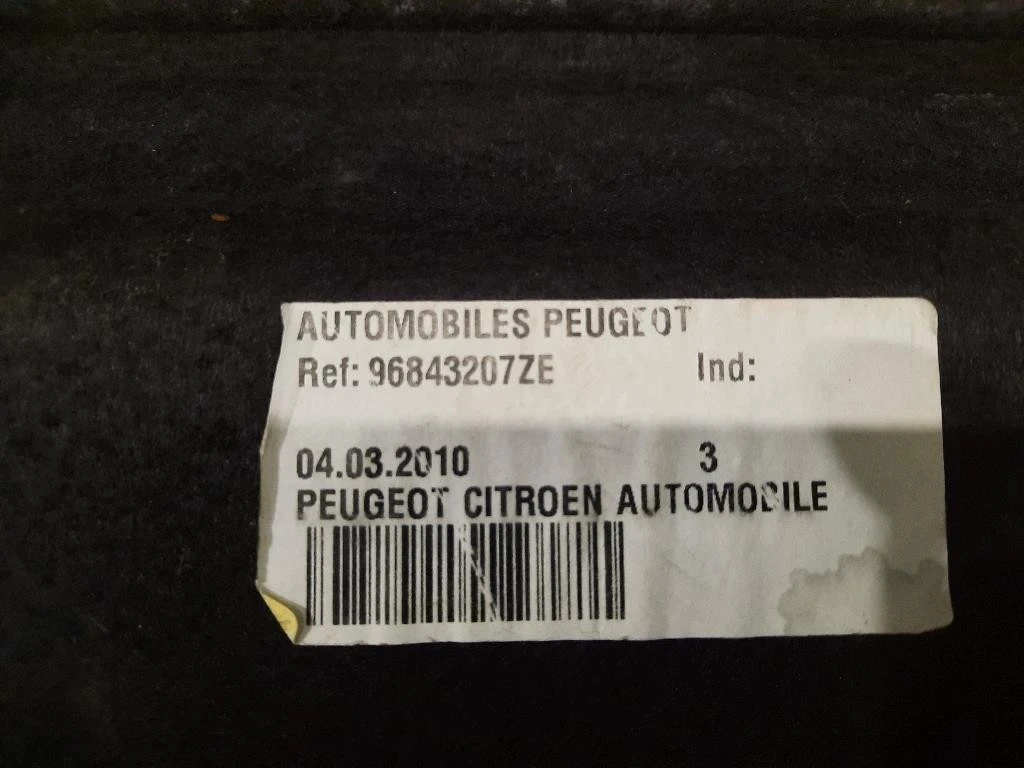 AUTOMOBILES PEUGEOT
Ref: 96843207ZE Ind:
04.03.2010 3
PEUGEOT CITROEN AUTOMOBILE